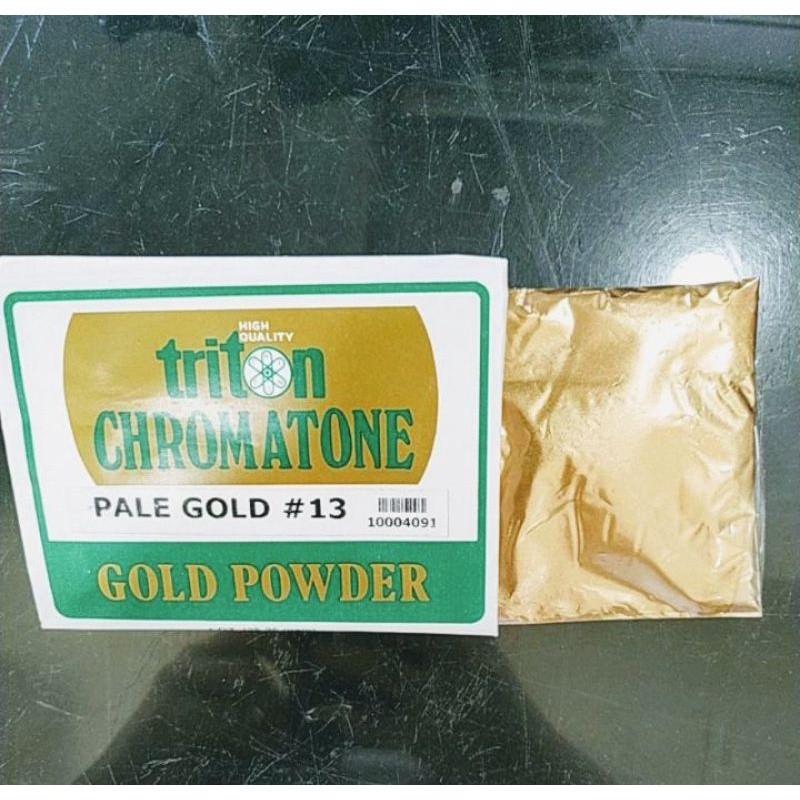 HIGH
QUALITY
triton
CHROMATONE
PALE GOLD #13
10004091
GOLD POWDER